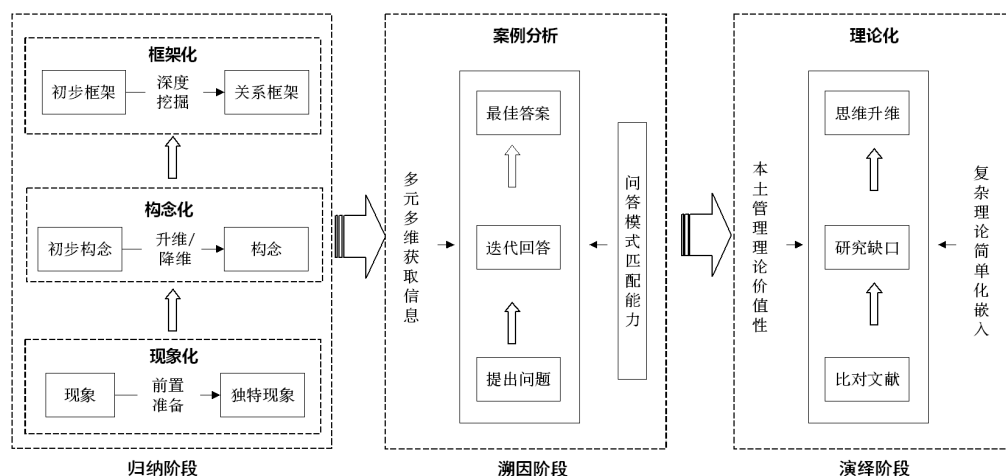 框架化
初步框架
深度
挖掘
关系框架
构念化
初步构念
升维/
降维
构念
现象化
现象
前置
准备
独特现象
归纳阶段
案例分析
多元多维获取信息
最佳答案
迭代回答
提出问题
问答模式匹配能力
溯因阶段
理论化
本土管理理论价值性
思维升维
研究缺口
比对文献
复杂理论简单化嵌入
演绎阶段